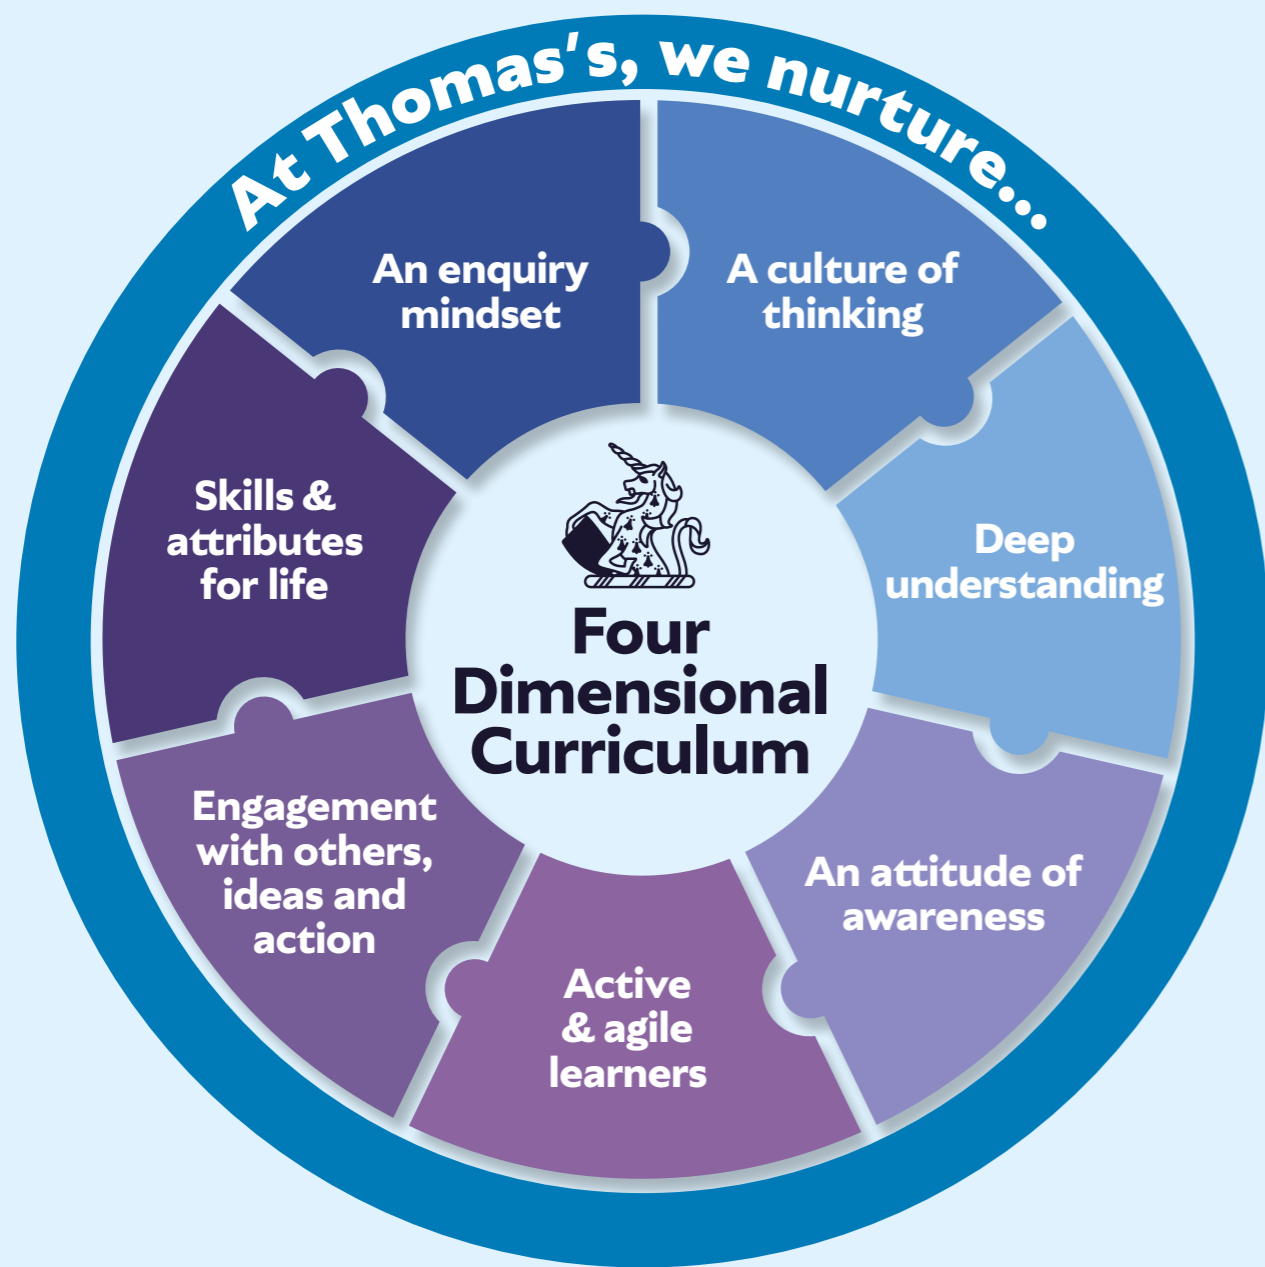 At Thomas's, we nurture...
An enquiry
mindset
A culture of
thinking
Deep
understanding
An attitude of
awareness
Active
& agile
learners
Engagement
with others,
ideas and
action
Skills &
attributes
for life
Four
Dimensional
Curriculum